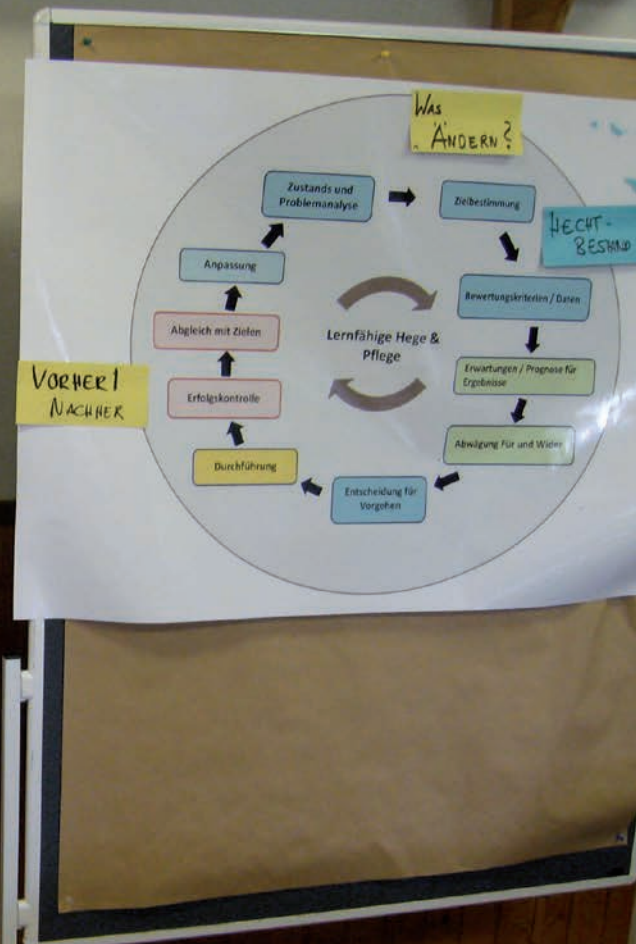 Was
ÄNDERN?
Zustands und
Problemanalyse
Zielbestimmung
HECHT-
BESTAND
Bewertungskriterien / Daten
Erwartungen / Prognose für
Ergebnisse
Abwägung Für und Wider
Entscheidung für
Vorgehen
Durchführung
Erfolgskontrolle
Abgleich mit Zielen
Anpassung
Lernfähige Hege &
Pflege
VORHER /
NACHHER